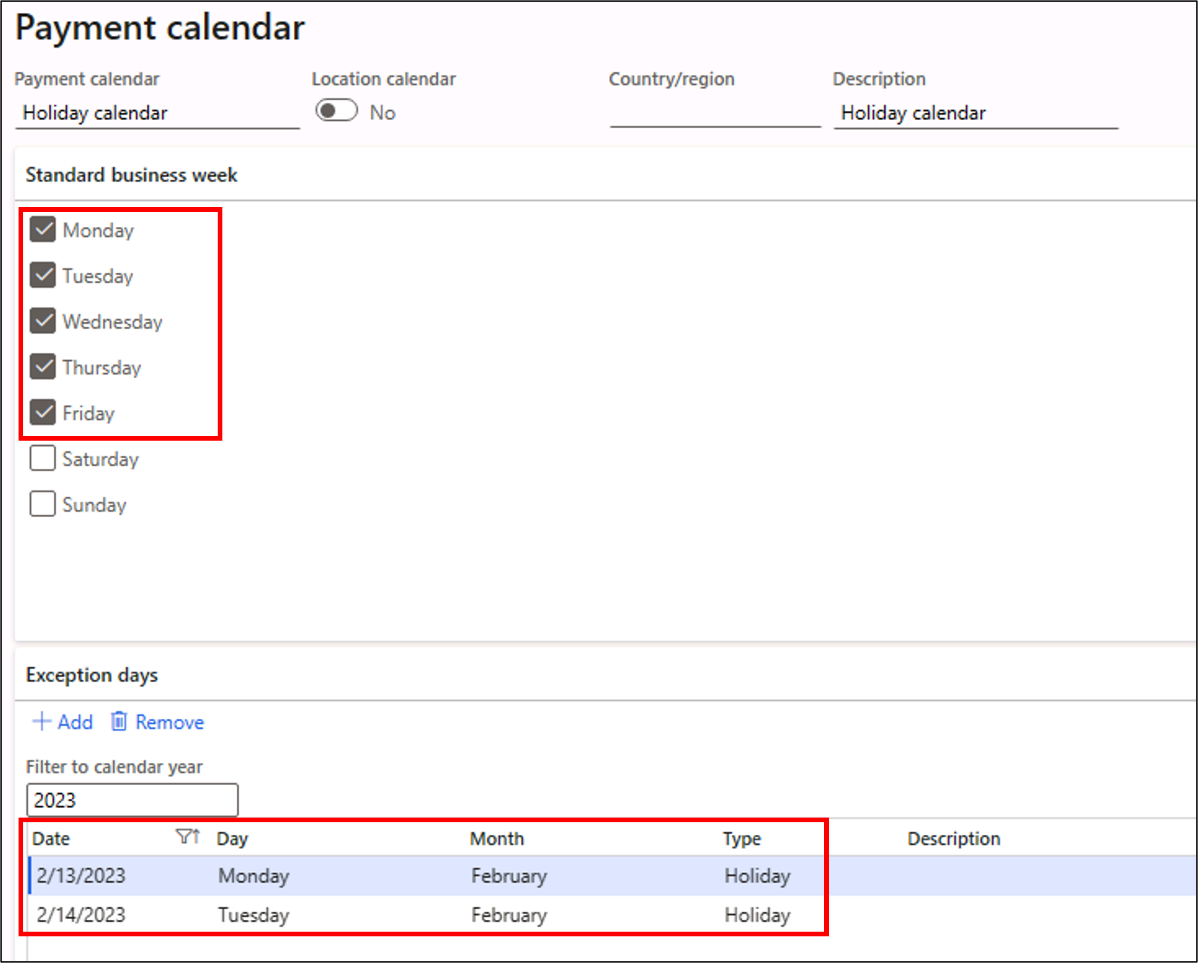 Payment calendar
Payment calendar Location calendar Country/region Description
Holiday calendar No Holiday calendar
Standard business week
Monday
Tuesday
Wednesday
Thursday
Friday
Saturday
Sunday
Exception days
Add Remove
Filter to calendar year
2023
Date Day Month Type Description
2/13/2023 Monday February Holiday
2/14/2023 Tuesday February Holiday